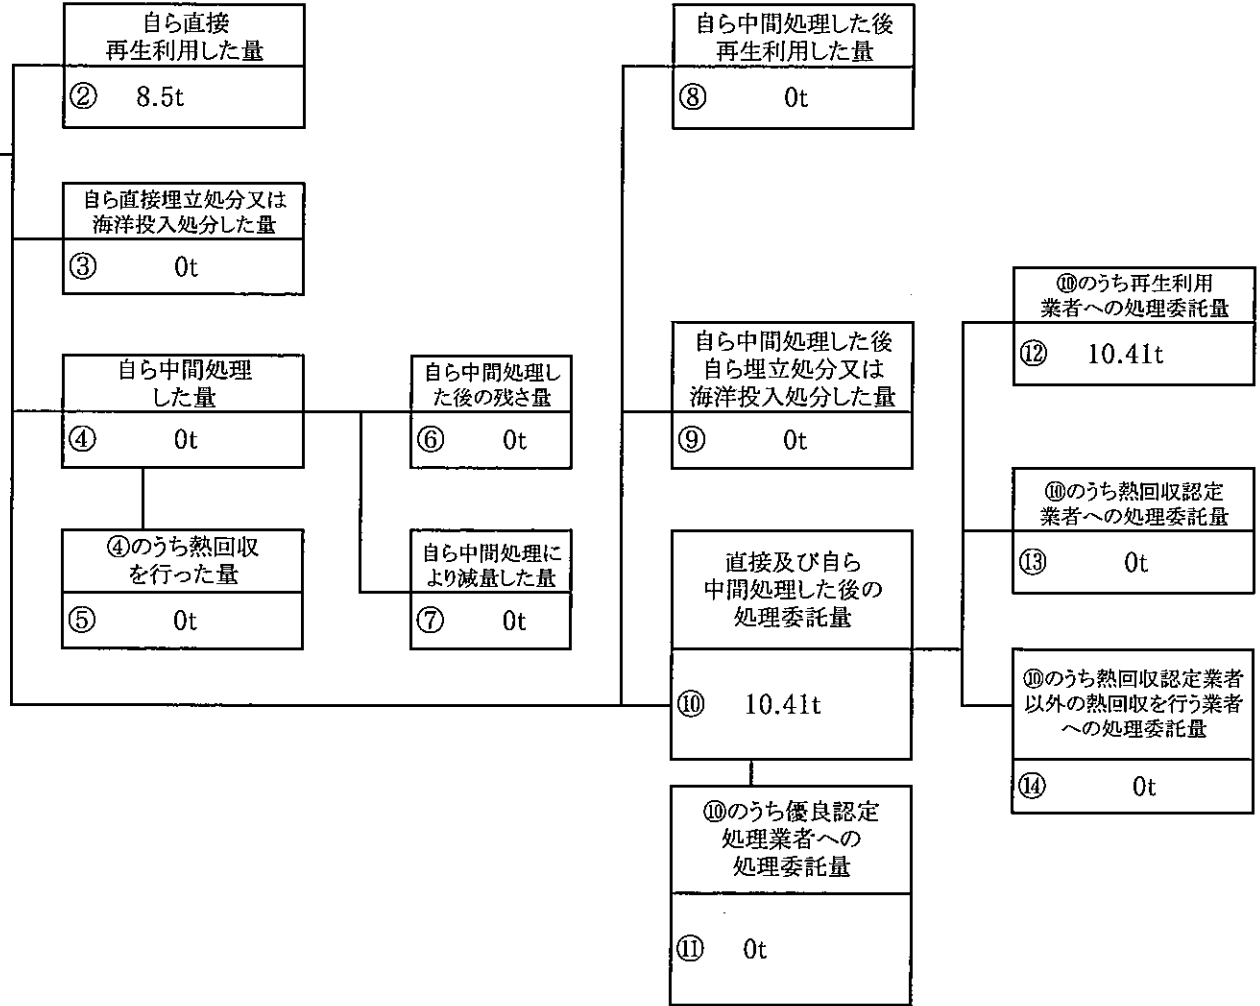 自ら直接
再生利用した量
② 8.5t
自ら直接埋立処分又は
海洋投入処分した量
③ 0t
自ら中間処理
した量
④ 0t
④のうち熱回収
を行った量
⑤ 0t
自ら中間処理し
た後の残さ量
⑥ 0t
自ら中間処理に
より減量した量
⑦ 0t
自ら中間処理した後
再生利用した量
⑧ 0t
自ら中間処理した後
自ら埋立処分又は
海洋投入処分した量
⑨ 0t
直接及び自ら
中間処理した後の
処理委託量
⑩ 10.41t
⑩のうち優良認定
処理業者への
処理委託量
⑪ 0t
⑩のうち再生利用
業者への処理委託量
⑫ 10.41t
⑩のうち熱回収認定
業者への処理委託量
⑬ 0t
⑩のうち熱回収認定業者
以外の熱回収を行う業者
への処理委託量
⑭ 0t